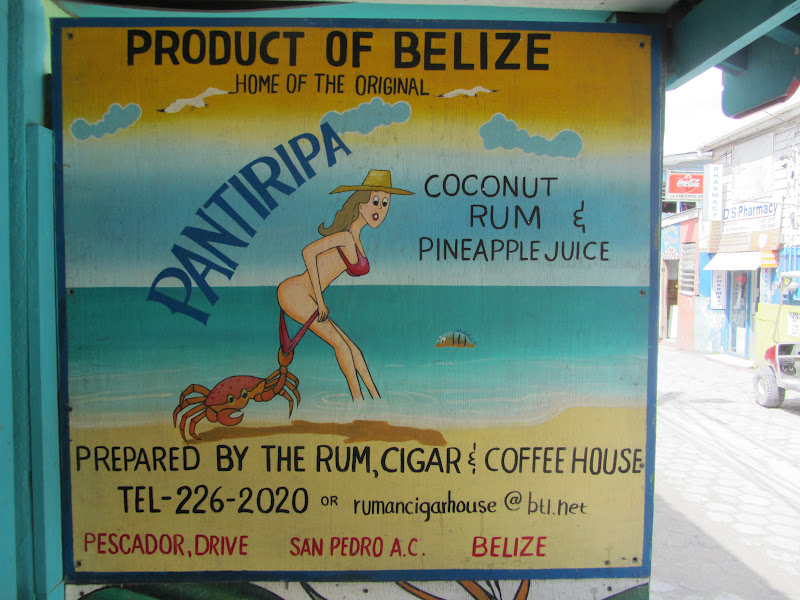 PRODUCT OF BELIZE
HOME OF THE ORIGINAL
PANTIRIPA
COCONUT
RUM &
PINEAPPLE JUICE
PREPARED BY THE RUM, CIGAR & COFFEE HOUSE
TEL-226-2020 OR rumancigarhouse@btl.net
PESCADOR, DRIVE SAN PEDRO A.C. BELIZE
Coca-Cola
PHARMACY
D'S Pharmacy